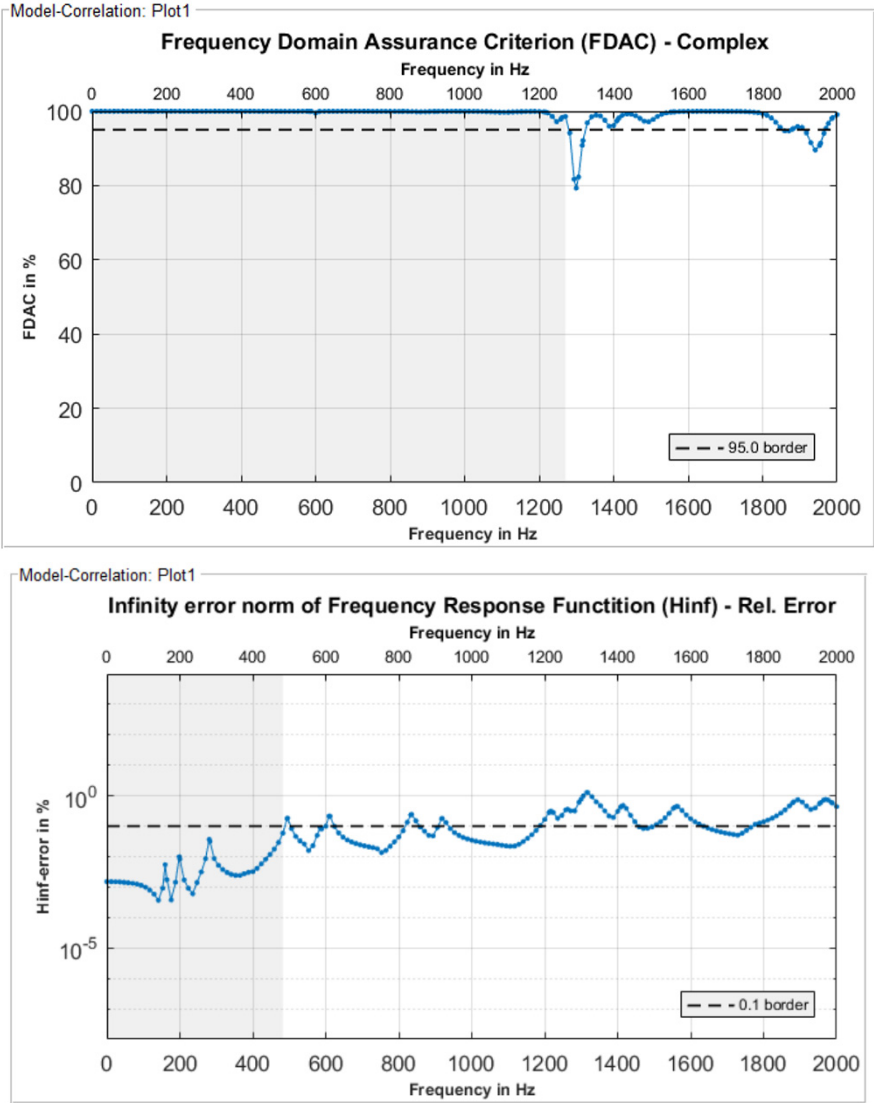 Model-Correlation: Plot1
Frequency Domain Assurance Criterion (FDAC) - Complex
Frequency in Hz
0 200 400 600 800 1000 1200 1400 1600 1800 2000
100
80
60
40
20
0
FDAC in %
95.0 border
0 200 400 600 800 1000 1200 1400 1600 1800 2000
Frequency in Hz
Model-Correlation: Plot1
Infinity error norm of Frequency Response Functition (Hinf) - Rel. Error
Frequency in Hz
0 200 400 600 800 1000 1200 1400 1600 1800 2000
10^0
10^-5
Hinf-error in %
0.1 border
0 200 400 600 800 1000 1200 1400 1600 1800 2000
Frequency in Hz